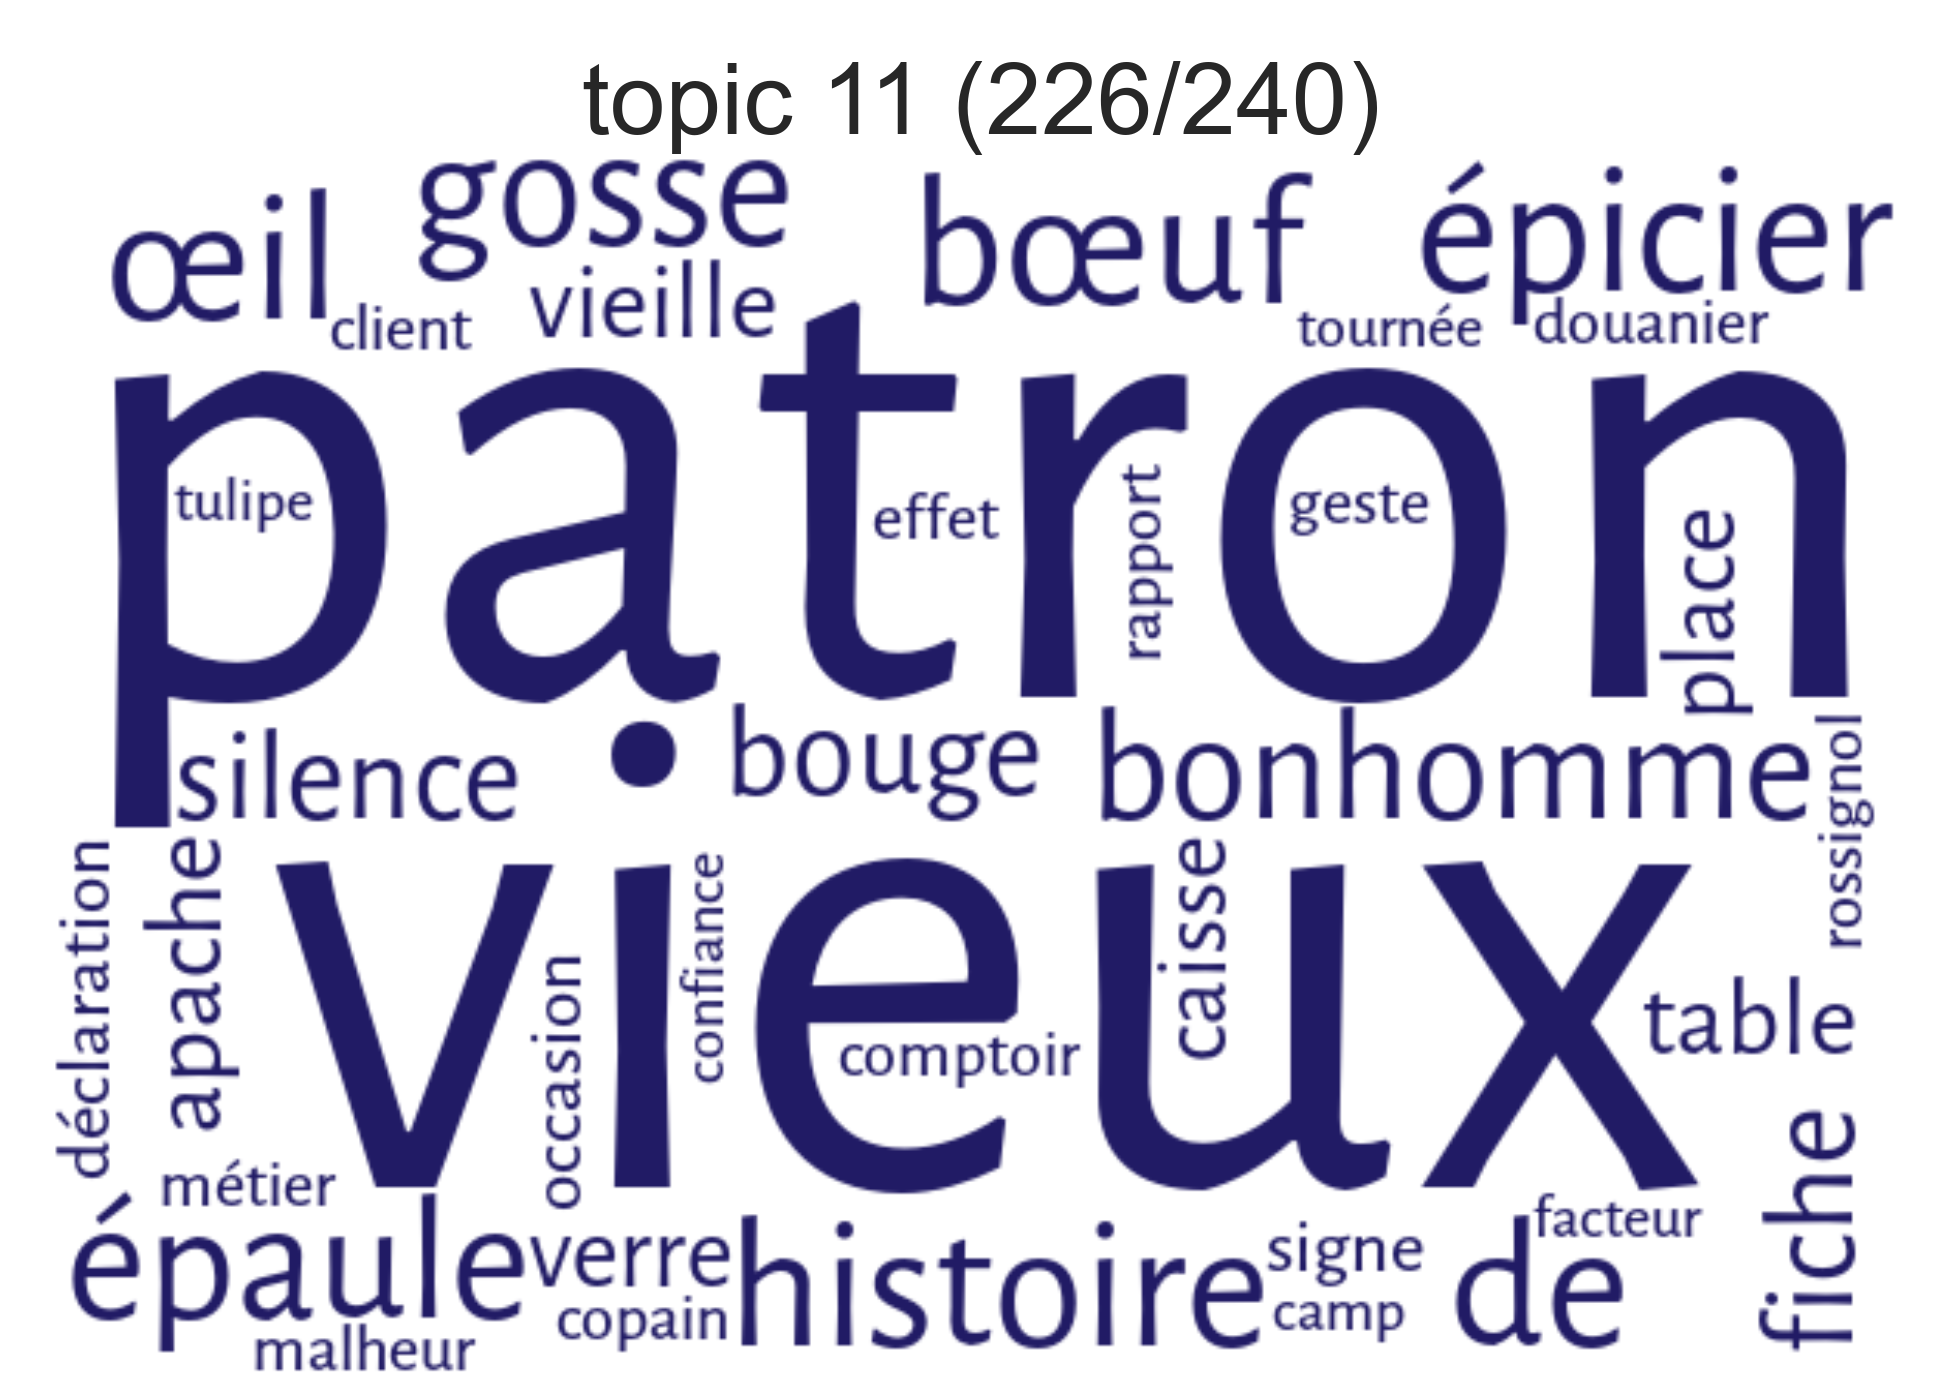 topic 11 (226/240)
œil gosse bœuf épicier
client vieille tournée douanier
patron
tulipe effet rapport geste place
silence bouge bonhomme rossignol
vieux
déclaration apache occasion confiance comptoir caisse table
métier facteur fiche
épaule verre histoire signe de
copain camp
malheur